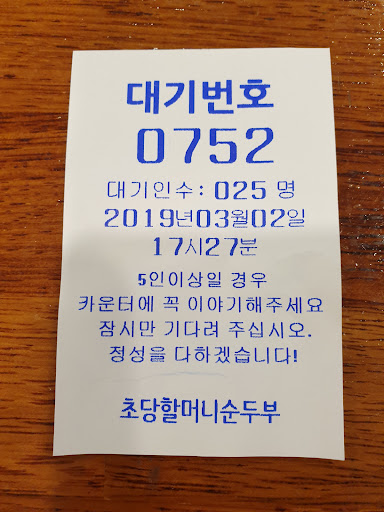 대기번호
0752
대기인수: 025 명
2019년03월02일
17시27분
5인이상일 경우
카운터에 꼭 이야기해주세요
잠시만 기다려 주십시오.
정성을 다하겠습니다!
초당할머니순두부